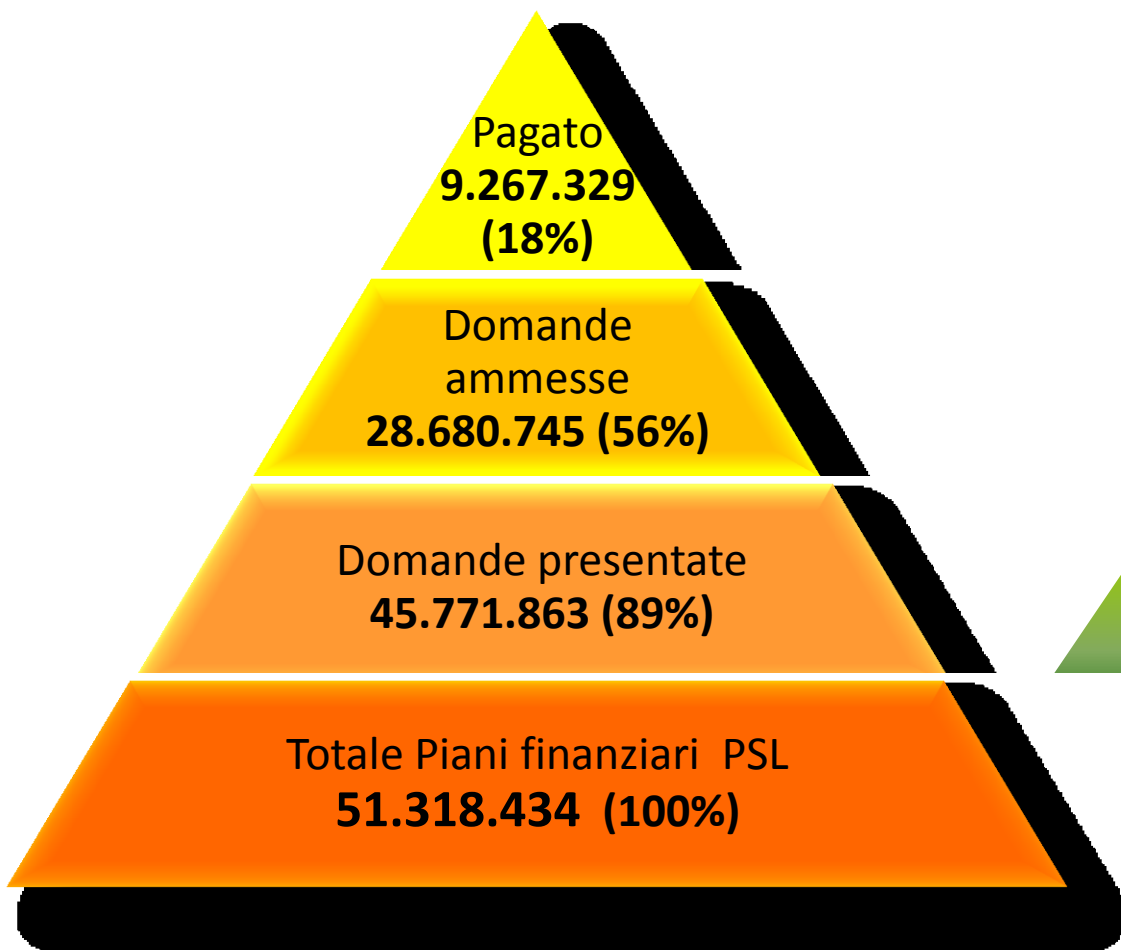 Pagato
9.267.329
(18%)
Domande
ammesse
28.680.745 (56%)
Domande presentate
45.771.863 (89%)
Totale Piani finanziari PSL
51.318.434 (100%)